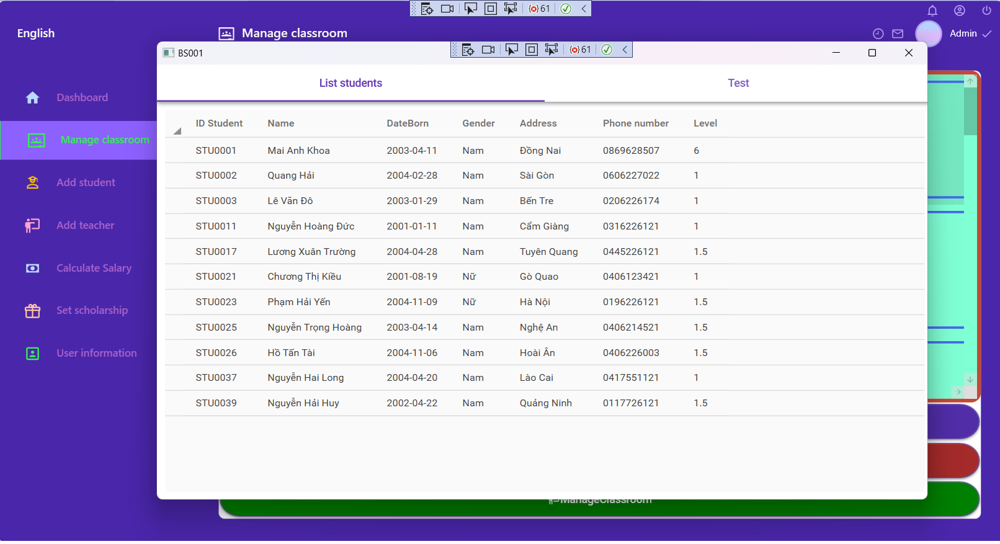 61
English
Manage classroom
Admin
BS001
61
List students Test
Dashboard
Manage classroom
Add student
Add teacher
Calculate Salary
Set scholarship
User information
ID Student Name DateBorn Gender Address Phone number Level
STU0001 Mai Anh Khoa 2003-04-11 Nam Đồng Nai 0869628507 6
STU0002 Quang Hải 2004-02-28 Nam Sài Gòn 0606227022 1
STU0003 Lê Văn Đô 2003-01-29 Nam Bến Tre 0206226174 1
STU0011 Nguyễn Hoàng Đức 2001-01-11 Nam Cẩm Giàng 0316226121 1
STU0017 Lương Xuân Trường 2004-04-28 Nam Tuyên Quang 0445226121 1.5
STU0021 Chương Thị Kiều 2001-08-19 Nữ Gò Quao 0406123421 1
STU0023 Phạm Hải Yến 2004-11-09 Nữ Hà Nội 0196226121 1.5
STU0025 Nguyễn Trọng Hoàng 2003-04-14 Nam Nghệ An 0406214521 1.5
STU0026 Hồ Tấn Tài 2004-11-06 Nam Hoài Ân 0406226003 1.5
STU0037 Nguyễn Hai Long 2004-04-20 Nam Lào Cai 0417551121 1
STU0039 Nguyễn Hải Huy 2002-04-22 Nam Quảng Ninh 0117726121 1.5
ManageClassroom